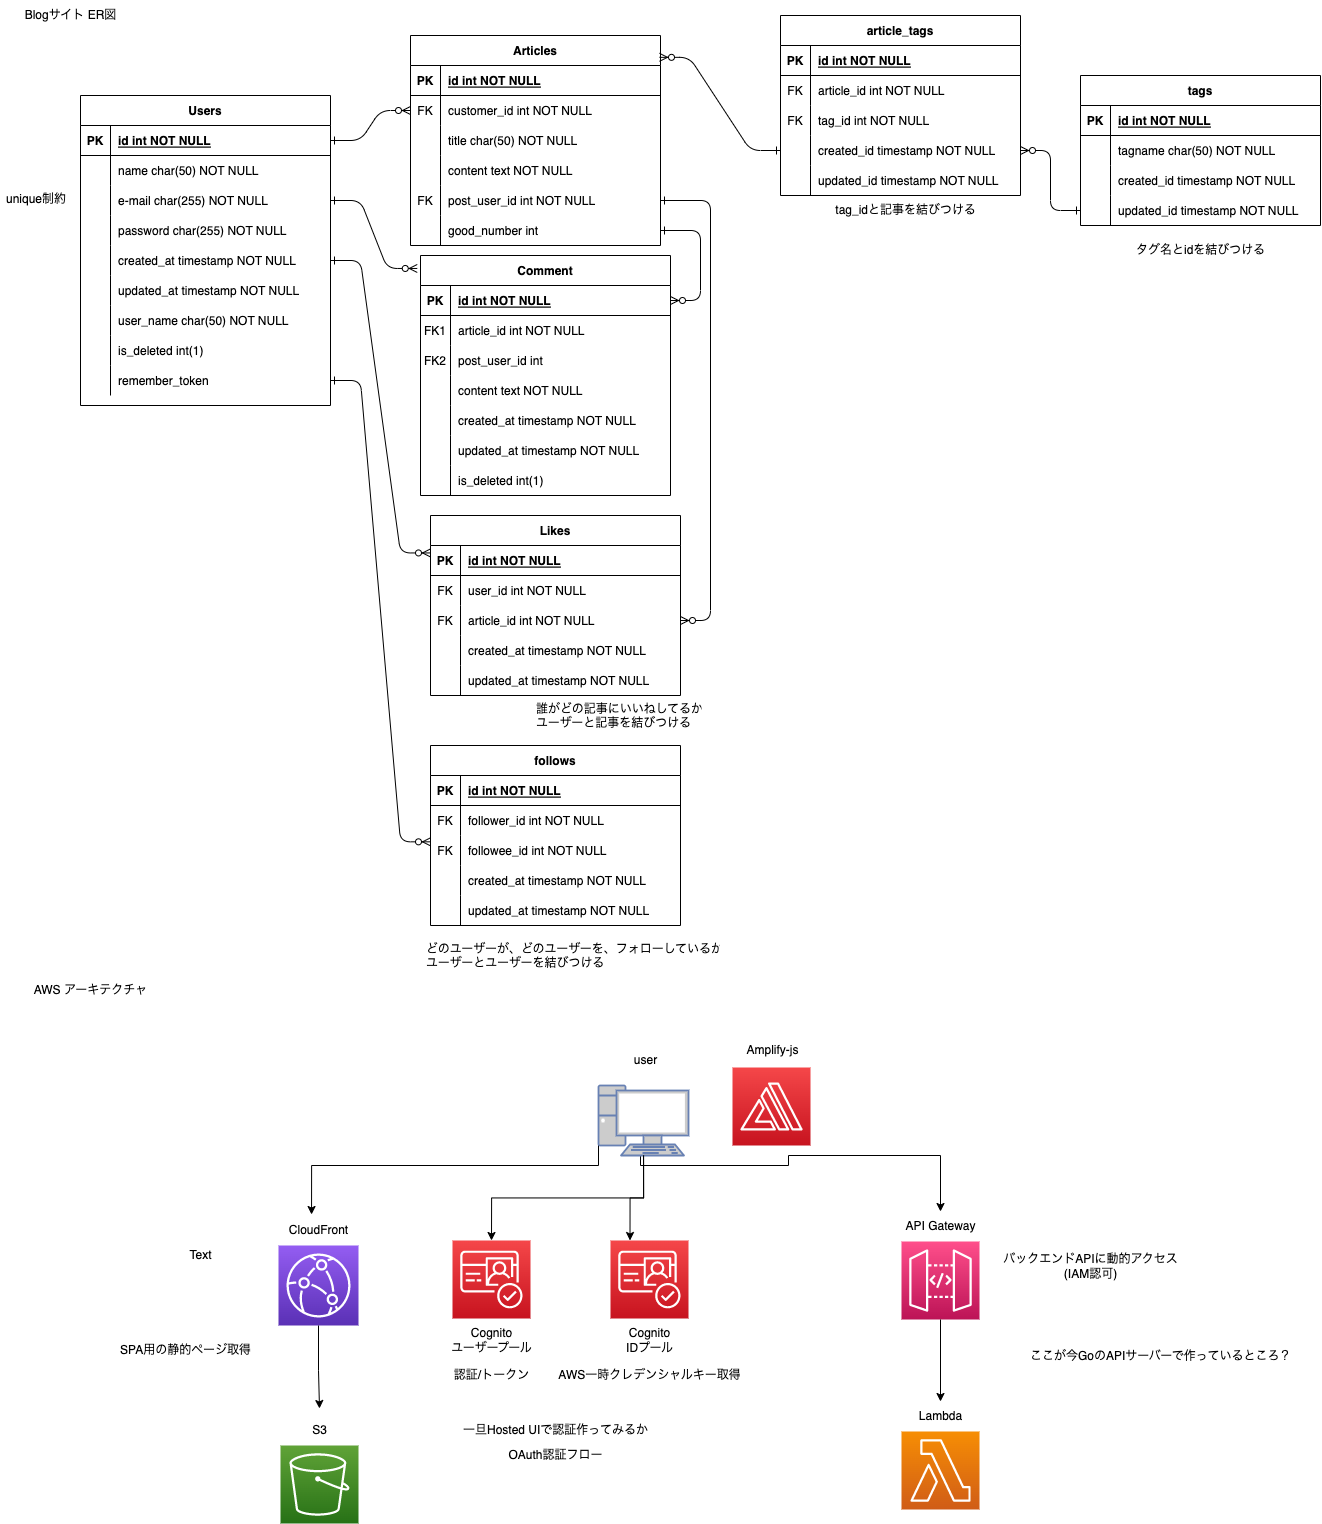 Blogサイト ER図
Users
PK id int NOT NULL
name char(50) NOT NULL
unique制約
e-mail char(255) NOT NULL
password char(255) NOT NULL
created_at timestamp NOT NULL
updated_at timestamp NOT NULL
user_name char(50) NOT NULL
is_deleted int(1)
remember_token
Articles
PK id int NOT NULL
FK customer_id int NOT NULL
title char(50) NOT NULL
content text NOT NULL
FK post_user_id int NOT NULL
good_number int
article_tags
PK id int NOT NULL
FK article_id int NOT NULL
FK tag_id int NOT NULL
created_id timestamp NOT NULL
updated_id timestamp NOT NULL
tag_idと記事を結びつける
tags
PK id int NOT NULL
tagname char(50) NOT NULL
created_id timestamp NOT NULL
updated_id timestamp NOT NULL
タグ名とidを結びつける
Comment
PK id int NOT NULL
FK1 article_id int NOT NULL
FK2 post_user_id int
content text NOT NULL
created_at timestamp NOT NULL
updated_at timestamp NOT NULL
is_deleted int(1)
Likes
PK id int NOT NULL
FK user_id int NOT NULL
FK article_id int NOT NULL
created_at timestamp NOT NULL
updated_at timestamp NOT NULL
誰がどの記事にいいねしてるか
ユーザーと記事を結びつける
follows
PK id int NOT NULL
FK follower_id int NOT NULL
FK followee_id int NOT NULL
created_at timestamp NOT NULL
updated_at timestamp NOT NULL
どのユーザーが、どのユーザーを、フォローしているか
ユーザーとユーザーを結びつける
AWS アーキテクチャ
user
Amplify-js
CloudFront
Text
SPA用の静的ページ取得
S3
Cognito
ユーザープール
認証/トークン
Cognito
IDプール
AWS一時クレデンシャルキー取得
一旦Hosted UIで認証作ってみるか
OAuth認証フロー
API Gateway
バックエンドAPIに動的アクセス
(IAM認可)
ここが今GoのAPIサーバーで作っているところ？
Lambda